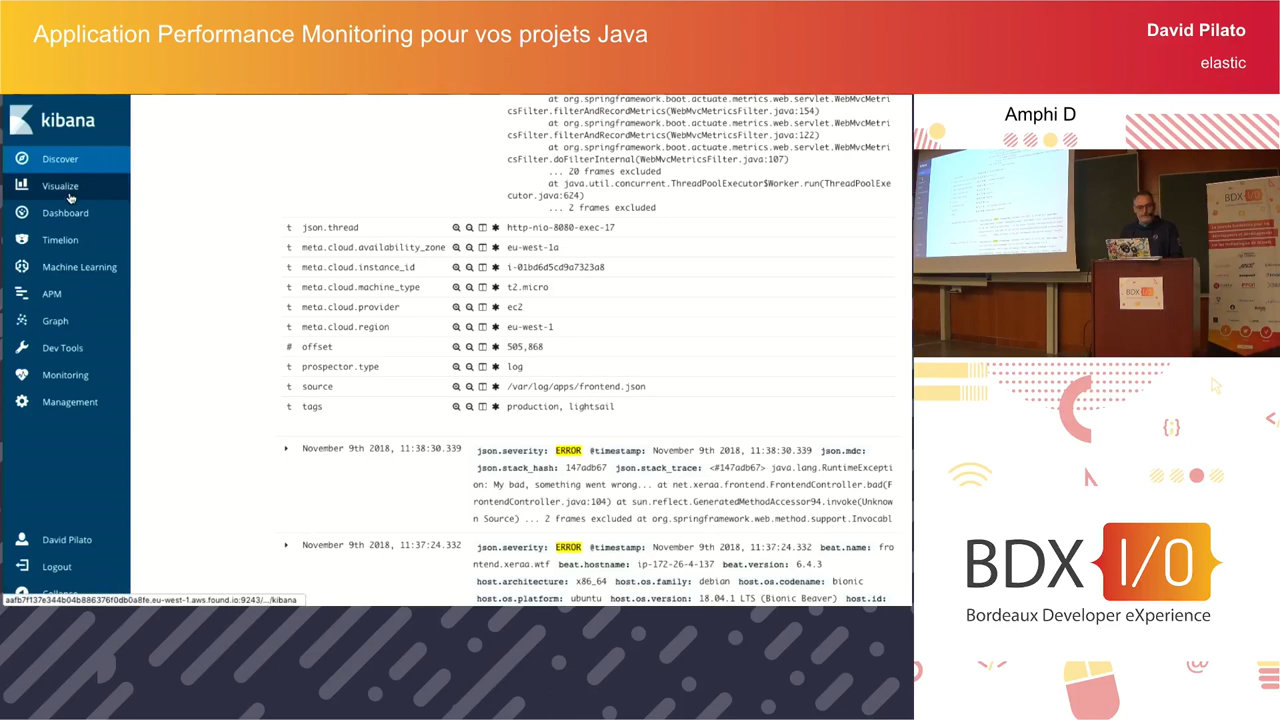 Application Performance Monitoring pour vos projets Java
David Pilato
elastic
kibana
Discover
Visualize
Dashboard
Timelion
Machine Learning
APM
Graph
Dev Tools
Monitoring
Management
David Pilato
Logout
Collapse
at org.springframework.boot.actuate.metrics.web.servlet.WebMvcMetri
csFilter.filterAndRecordMetrics(WebMvcMetricsFilter.java:154)
at org.springframework.boot.actuate.metrics.web.servlet.WebMvcMetri
csFilter.filterAndRecordMetrics(WebMvcMetricsFilter.java:122)
at org.springframework.boot.actuate.metrics.web.servlet.WebMvcMetri
csFilter.doFilterInternal(WebMvcMetricsFilter.java:107)
... 20 frames excluded
at java.util.concurrent.ThreadPoolExecutor$Worker.run(ThreadPoolExe
cutor.java:624)
... 2 frames excluded
t json.thread http-nio-8080-exec-17
t meta.cloud.availability_zone eu-west-1a
t meta.cloud.instance_id i-01bd6d5cd9a7323a8
t meta.cloud.machine_type t2.micro
t meta.cloud.provider ec2
t meta.cloud.region eu-west-1
# offset 505,868
t prospector.type log
t source /var/log/apps/frontend.json
t tags production, lightsail
November 9th 2018, 11:38:30.339 json.severity: ERROR @timestamp: November 9th 2018, 11:38:30.339 json.mdc:
json.stack_hash: 147adb67 json.stack_trace: <#147adb67> java.lang.RuntimeExcepti
on: My bad, something went wrong... at net.xeraa.frontend.FrontendController.bad(F
rontendController.java:104) at sun.reflect.GeneratedMethodAccessor94.invoke(Unknow
n Source) ... 2 frames excluded at org.springframework.web.method.support.Invocabl
November 9th 2018, 11:37:24.332 json.severity: ERROR @timestamp: November 9th 2018, 11:37:24.332 beat.name: fro
ntend.xeraa.wtf beat.hostname: ip-172-26-4-137 beat.version: 6.4.3
host.architecture: x86_64 host.os.family: debian host.os.codename: bionic
host.os.platform: ubuntu host.os.version: 18.04.1 LTS (Bionic Beaver) host.id:
aafb7f137e344b04b886376f0db0a8fe.eu-west-1.aws.found.io:9243/.../kibana
Amphi D
BDX I/O
BDX I/O
BDX I/O
Bordeaux Developer eXperience